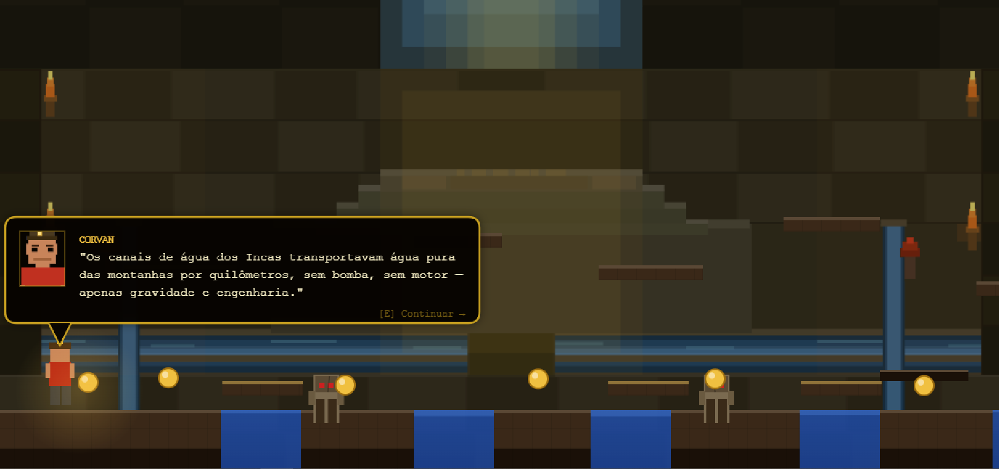 CORVAN
"Os canais de água dos Incas transportavam água pura
das montanhas por quilômetros, sem bomba, sem motor —
apenas gravidade e engenharia."
[E] Continuar →